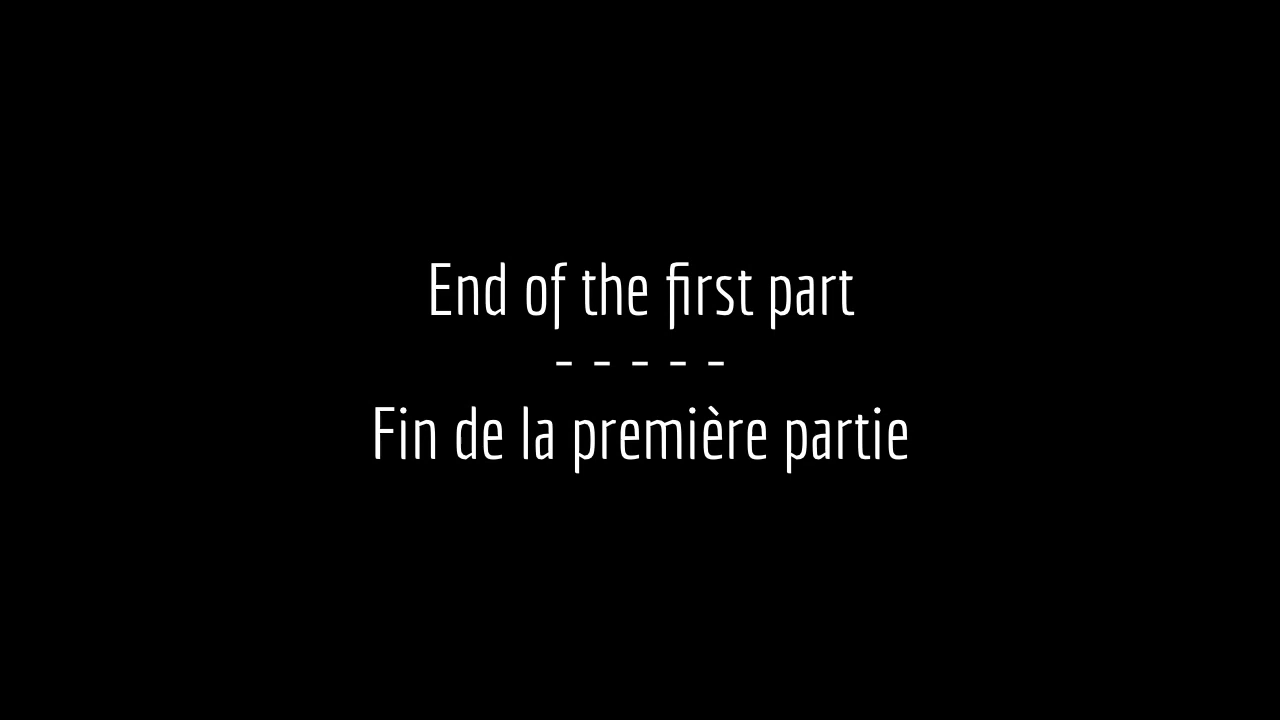 End of the first part
- - - - -
Fin de la première partie